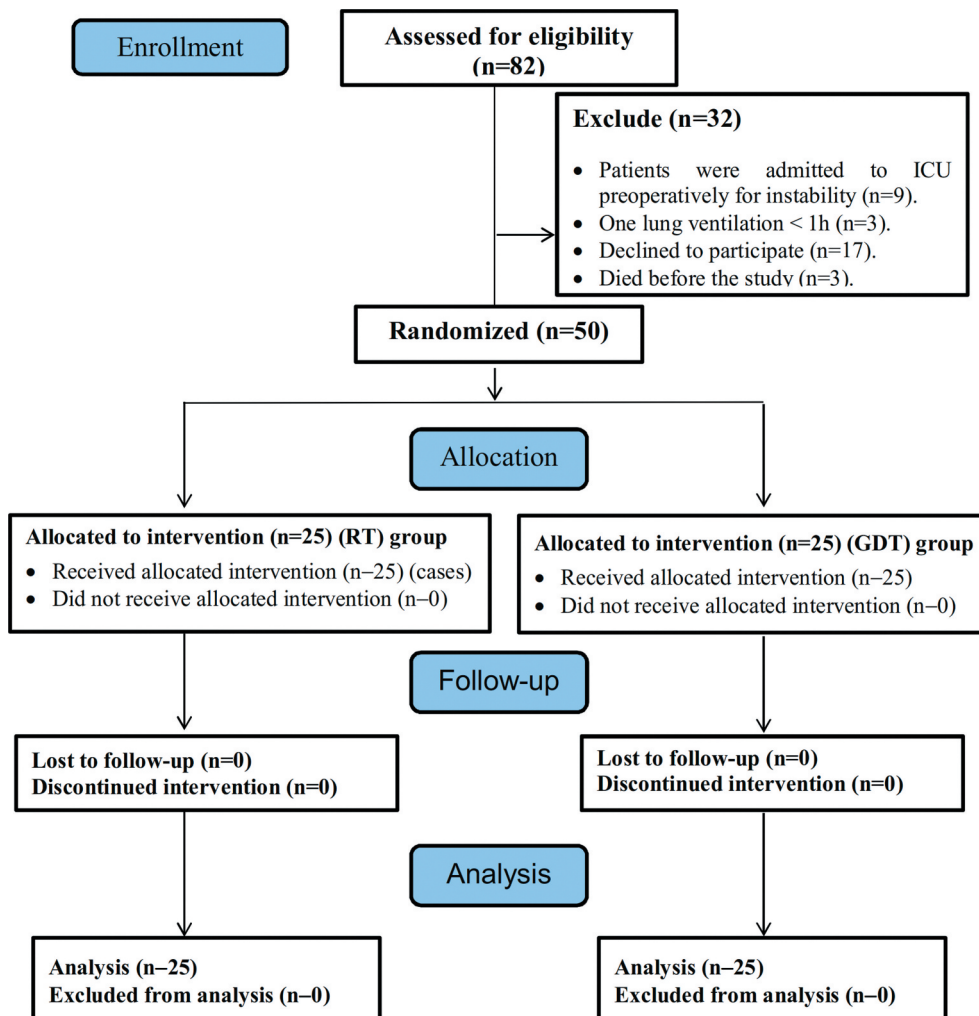 Enrollment
Assessed for eligibility
(n=82)
Exclude (n=32)
• Patients were admitted to ICU
preoperatively for instability (n=9).
• One lung ventilation < 1h (n=3).
• Declined to participate (n=17).
• Died before the study (n=3).
Randomized (n=50)
Allocation
Allocated to intervention (n=25) (RT) group
• Received allocated intervention (n–25) (cases)
• Did not receive allocated intervention (n–0)
Allocated to intervention (n=25) (GDT) group
• Received allocated intervention (n–25)
• Did not receive allocated intervention (n–0)
Follow-up
Lost to follow-up (n=0)
Discontinued intervention (n=0)
Lost to follow-up (n=0)
Discontinued intervention (n=0)
Analysis
Analysis (n–25)
Excluded from analysis (n–0)
Analysis (n–25)
Excluded from analysis (n–0)